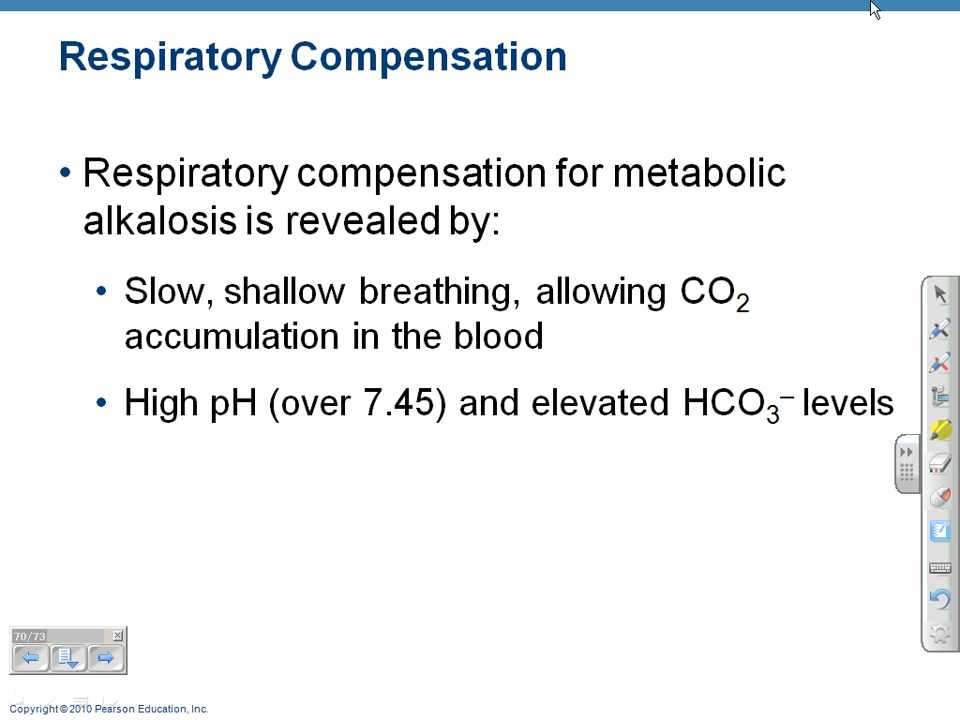 Respiratory Compensation
• Respiratory compensation for metabolic
alkalosis is revealed by:
• Slow, shallow breathing, allowing CO₂
accumulation in the blood
• High pH (over 7.45) and elevated HCO₃⁻ levels
70/73
Copyright © 2010 Pearson Education, Inc.